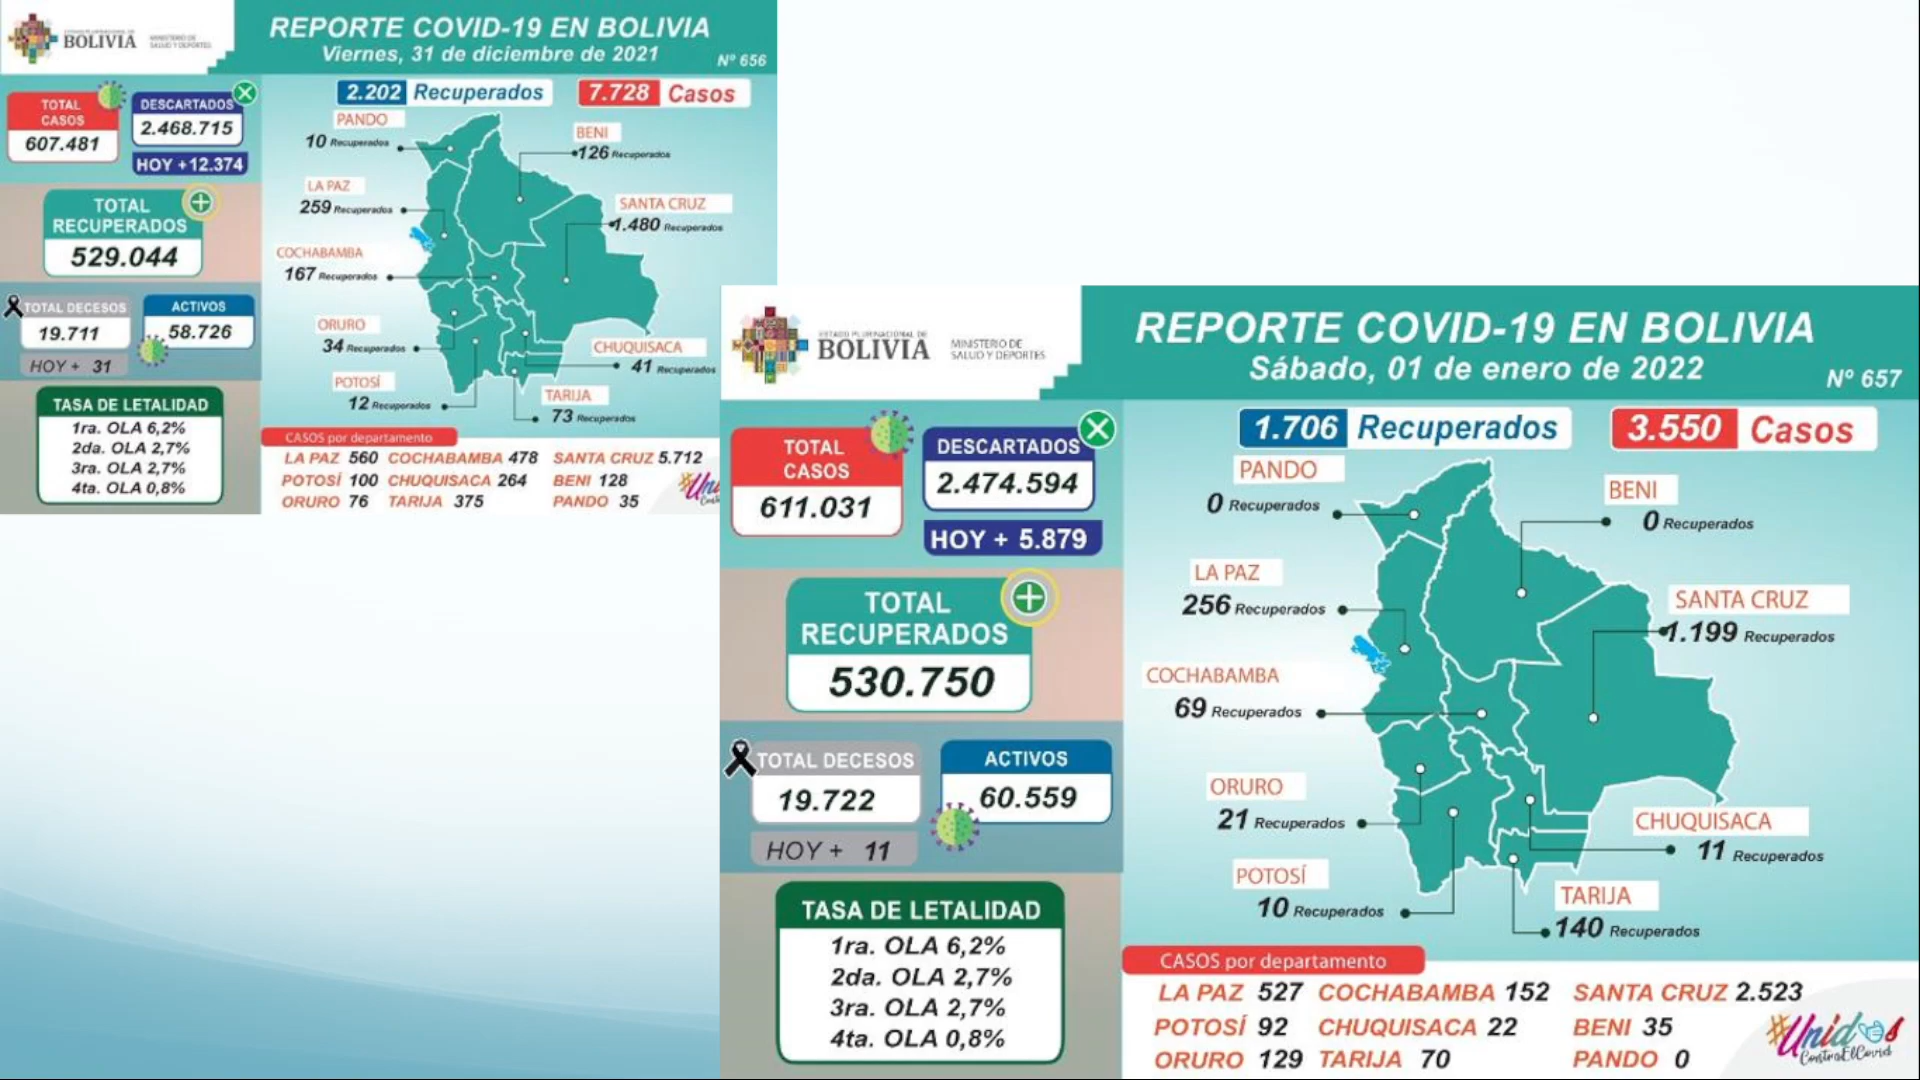 BOLIVIA
MINISTERIO DE
SALUD Y DEPORTES
REPORTE COVID-19 EN BOLIVIA
Viernes, 31 de diciembre de 2021
Nº 656
TOTAL
CASOS
607.481
DESCARTADOS
2.468.715
HOY +12.374
TOTAL
RECUPERADOS
529.044
TOTAL DECESOS
19.711
HOY + 31
ACTIVOS
58.726
TASA DE LETALIDAD
1ra. OLA 6,2%
2da. OLA 2,7%
3ra. OLA 2,7%
4ta. OLA 0,8%
2.202 Recuperados
7.728 Casos
PANDO
10 Recuperados
BENI
126 Recuperados
LA PAZ
259 Recuperados
SANTA CRUZ
1.480 Recuperados
COCHABAMBA
167 Recuperados
ORURO
34 Recuperados
CHUQUISACA
41 Recuperados
POTOSÍ
12 Recuperados
TARIJA
73 Recuperados
CASOS por departamento
LA PAZ 560 COCHABAMBA 478 SANTA CRUZ 5.712
POTOSÍ 100 CHUQUISACA 264 BENI 128
ORURO 76 TARIJA 375 PANDO 35
ESTADO PLURINACIONAL DE
BOLIVIA
MINISTERIO DE
SALUD Y DEPORTES
REPORTE COVID-19 EN BOLIVIA
Sábado, 01 de enero de 2022
Nº 657
TOTAL
CASOS
611.031
DESCARTADOS
2.474.594
HOY + 5.879
TOTAL
RECUPERADOS
530.750
TOTAL DECESOS
19.722
HOY + 11
ACTIVOS
60.559
TASA DE LETALIDAD
1ra. OLA 6,2%
2da. OLA 2,7%
3ra. OLA 2,7%
4ta. OLA 0,8%
1.706 Recuperados
3.550 Casos
PANDO
0 Recuperados
BENI
0 Recuperados
LA PAZ
256 Recuperados
SANTA CRUZ
1.199 Recuperados
COCHABAMBA
69 Recuperados
ORURO
21 Recuperados
CHUQUISACA
11 Recuperados
POTOSÍ
10 Recuperados
TARIJA
140 Recuperados
CASOS por departamento
LA PAZ 527 COCHABAMBA 152 SANTA CRUZ 2.523
POTOSÍ 92 CHUQUISACA 22 BENI 35
ORURO 129 TARIJA 70 PANDO 0
#Unidos
ContraElCovid